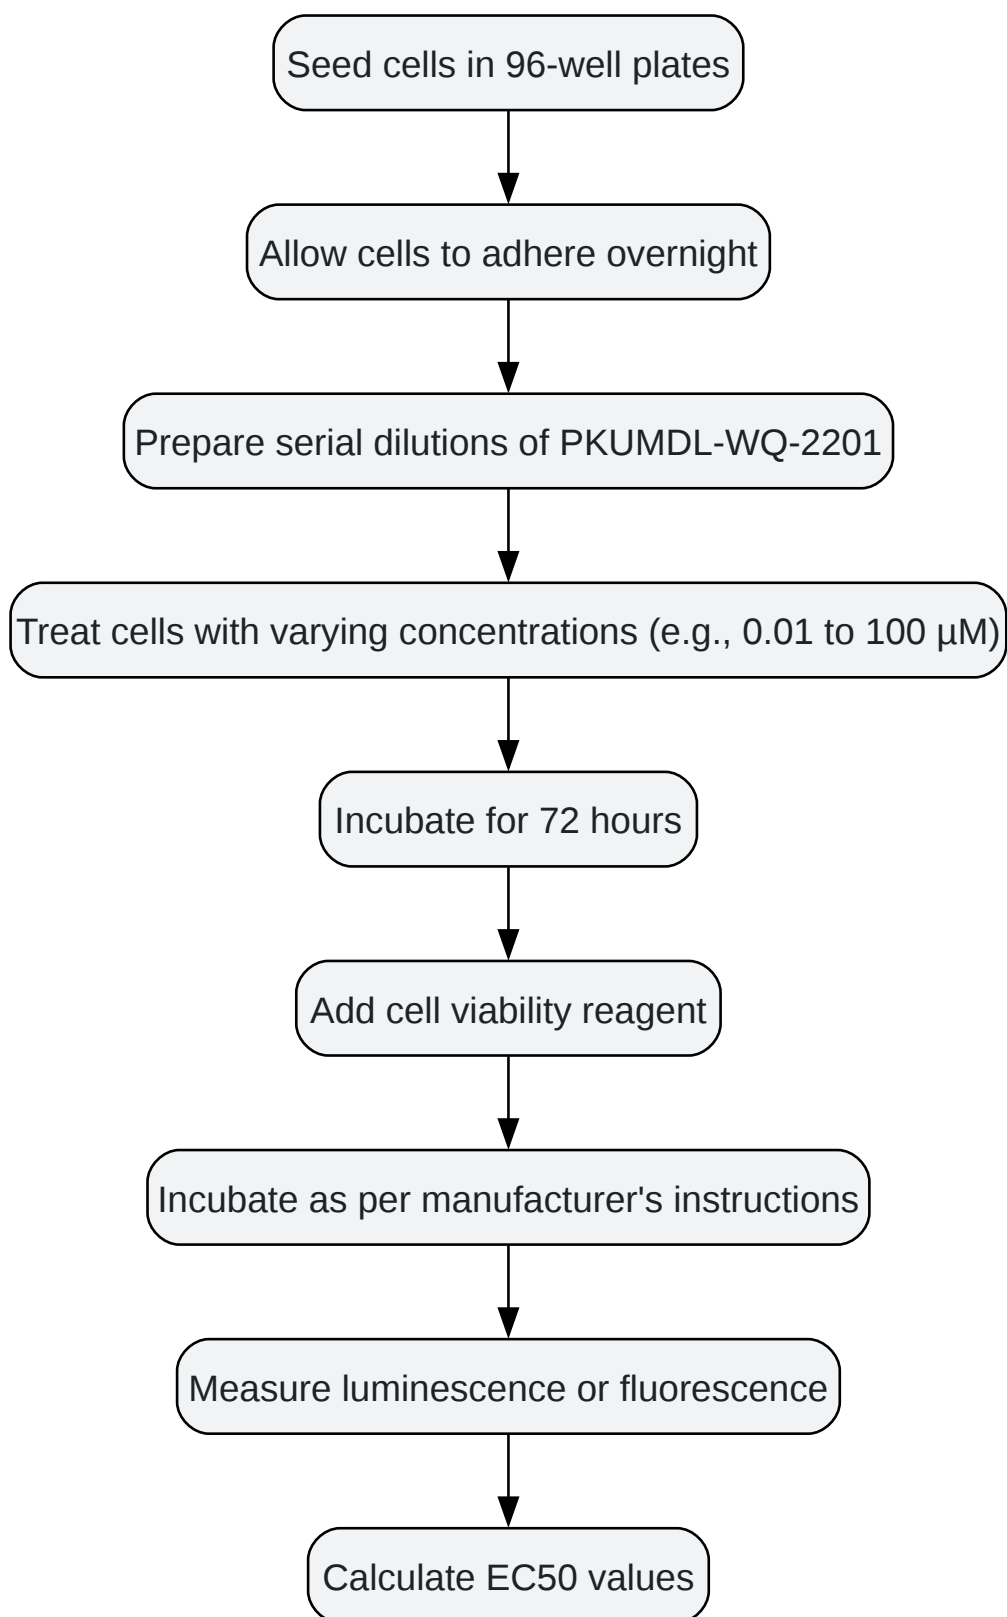 Seed cells in 96-well plates
Allow cells to adhere overnight
Prepare serial dilutions of PKUMDL-WQ-2201
Treat cells with varying concentrations (e.g., 0.01 to 100 µM)
Incubate for 72 hours
Add cell viability reagent
Incubate as per manufacturer's instructions
Measure luminescence or fluorescence
Calculate EC50 values